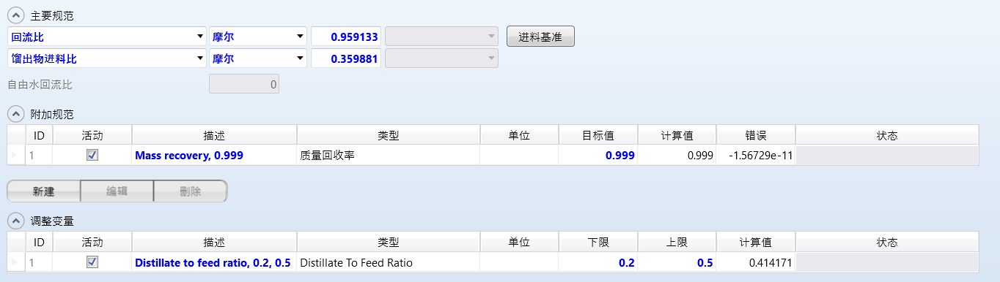 主要规范
回流比 摩尔 0.959133 进料基准
馏出物进料比 摩尔 0.359881
自由水回流比 0
附加规范
ID 活动 描述 类型 单位 目标值 计算值 错误 状态
1 Mass recovery, 0.999 质量回收率 0.999 0.999 -1.56729e-11
新建 编辑 删除
调整变量
ID 活动 描述 类型 单位 下限 上限 计算值 状态
1 Distillate to feed ratio, 0.2, 0.5 Distillate To Feed Ratio 0.2 0.5 0.414171